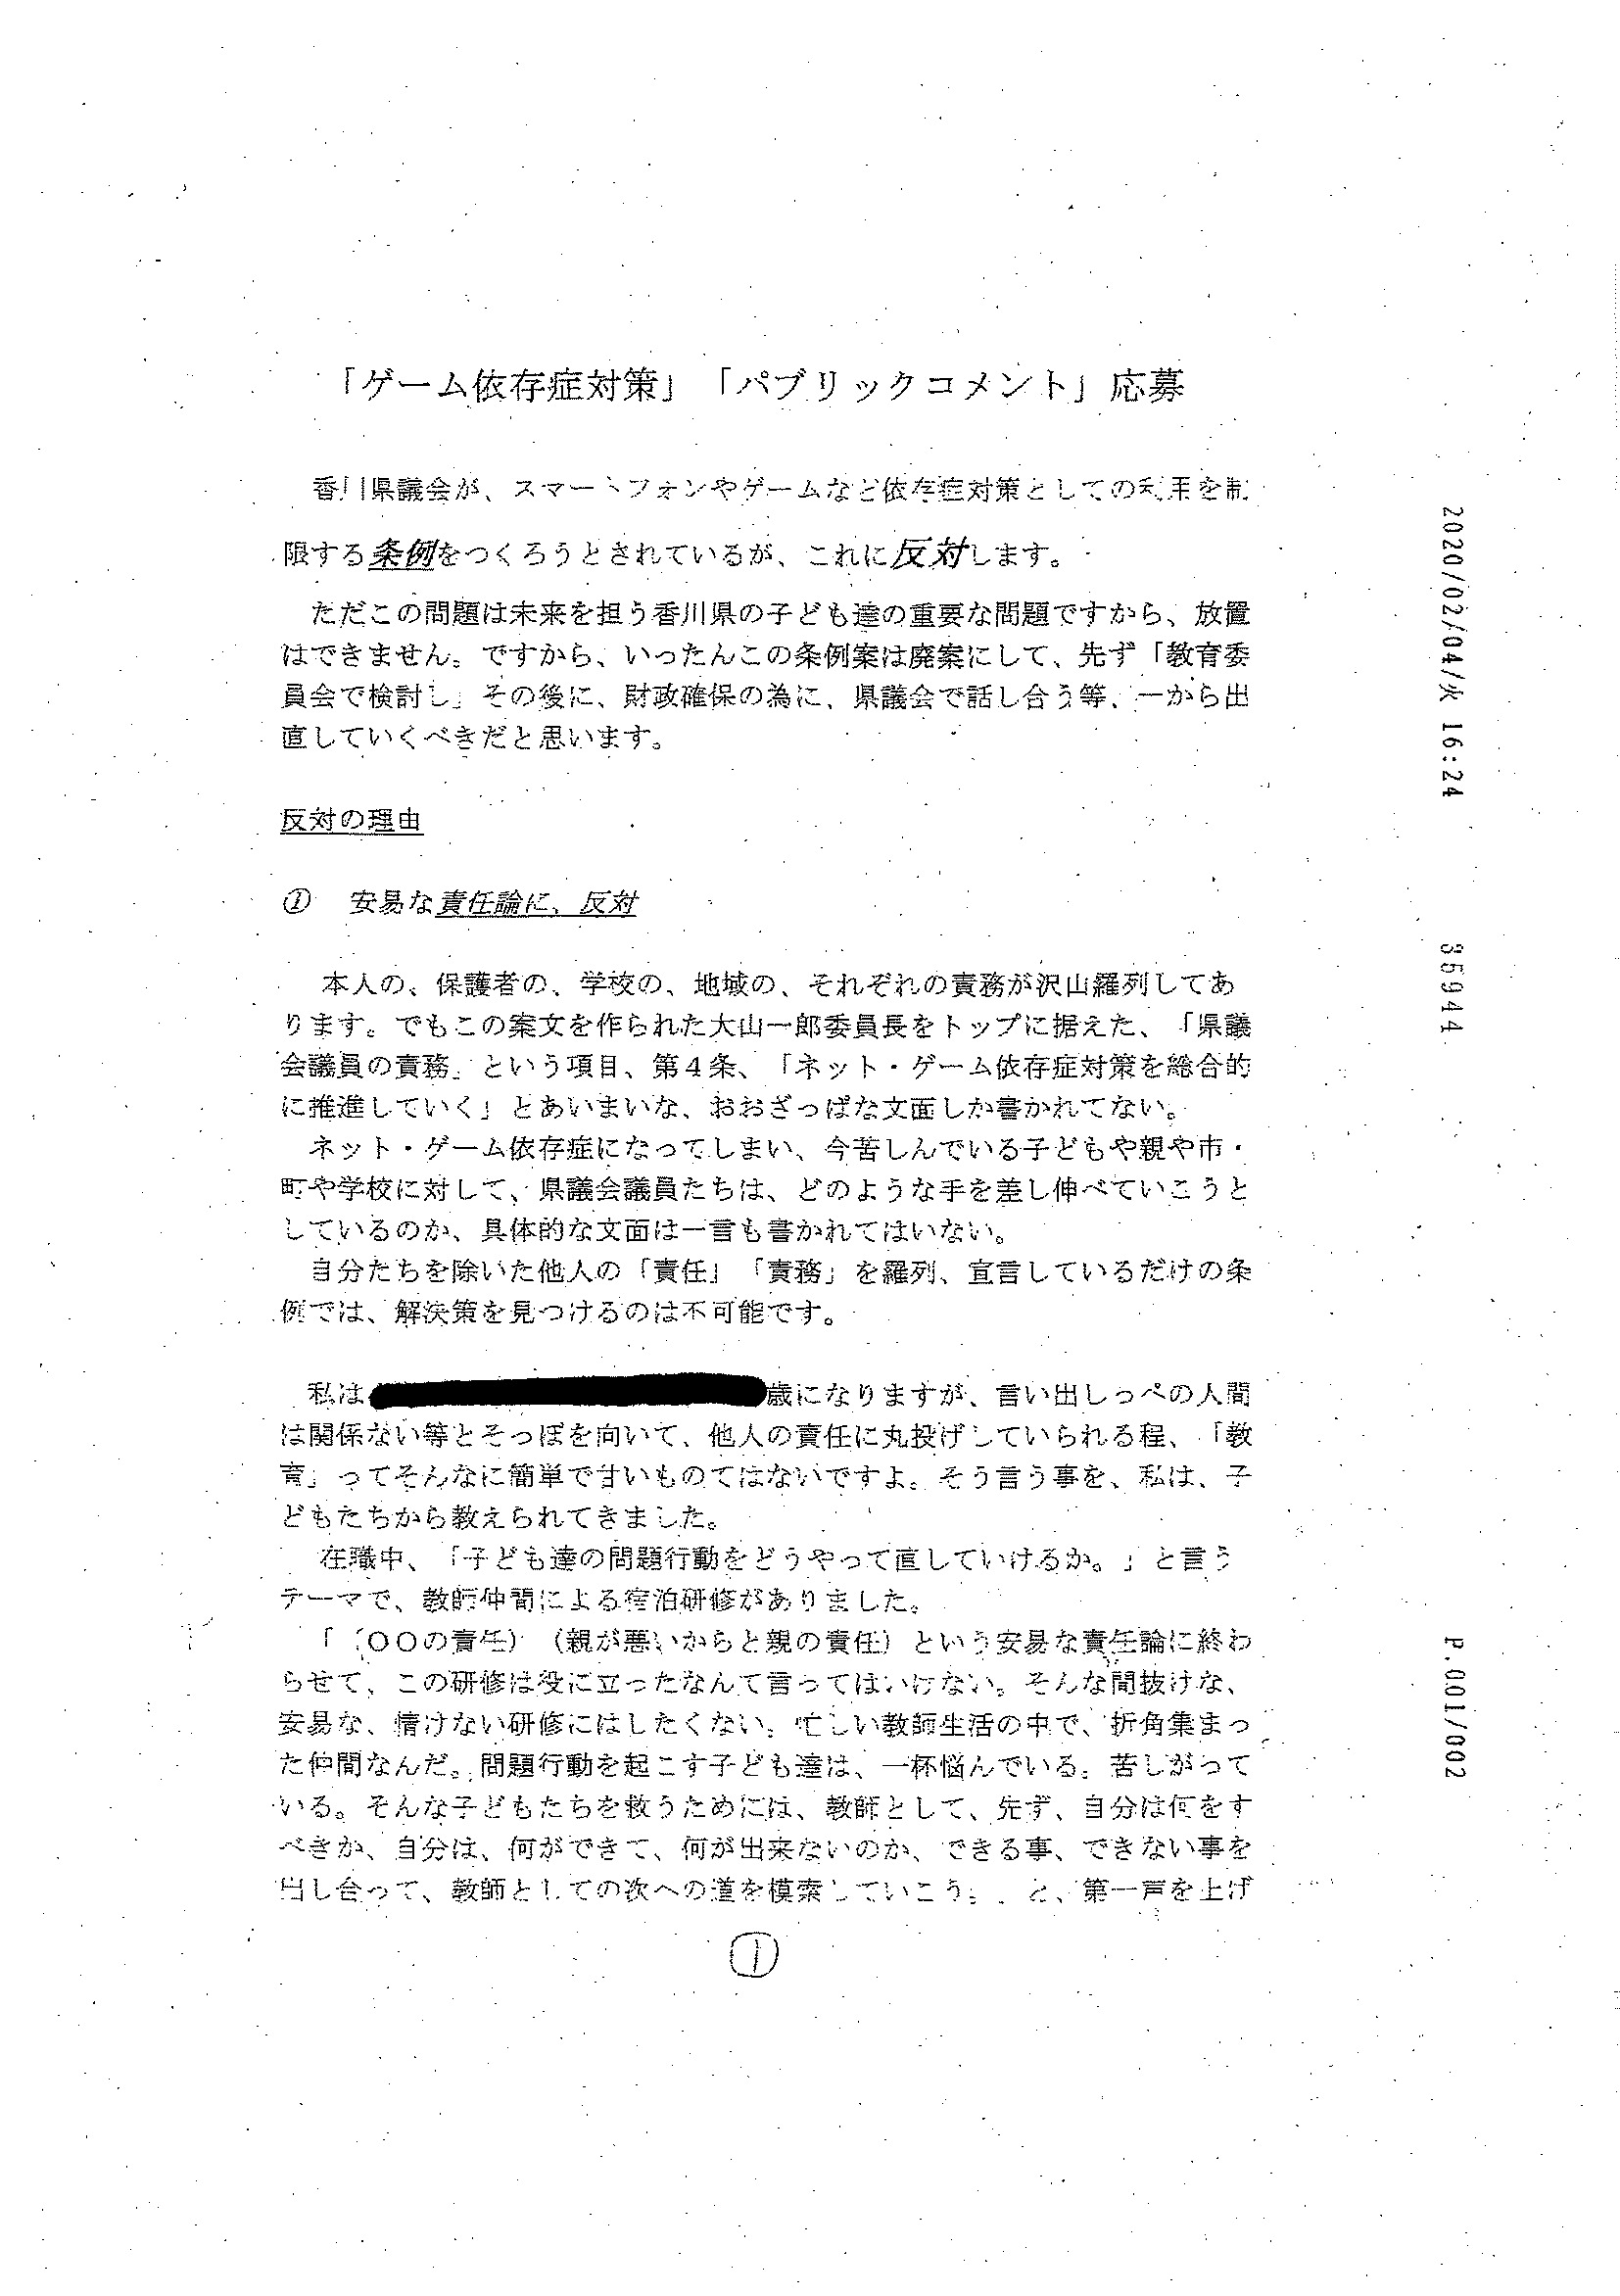 「ゲーム依存症対策」「パブリックコメント」応募
香川県議会が、スマートフォンやゲームなど依存症対策としての利用を制
限する条例をつくろうとされているが、これに反対します。
ただこの問題は未来を担う香川県の子ども達の重要な問題ですから、放置
はできません。ですから、いったんこの条例案は廃案にして、先ず「教育委
員会で検討し」その後に、財政確保の為に、県議会で話し合う等、一から出
直していくべきだと思います。
反対の理由
① 安易な責任論に、反対
本人の、保護者の、学校の、地域の、それぞれの責務が沢山羅列してあ
ります。でもこの案文を作られた大山一郎委員長をトップに据えた、「県議
会議員の責務」という項目、第4条、「ネット・ゲーム依存症対策を総合的
に推進していく」とあいまいな、おおざっぱな文面しか書かれてない。
ネット・ゲーム依存症になってしまい、今苦しんでいる子どもや親や市・
町や学校に対して、県議会議員たちは、どのような手を差し伸べていこうと
しているのか、具体的な文面は一言も書かれてはいない。
自分たちを除いた他人の「責任」「責務」を羅列、宣言しているだけの条
例では、解決策を見つけるのは不可能です。
私は歳になりますが、言い出しっぺの人間
は関係ない等とそっぽを向いて、他人の責任に丸投げしていられる程、「教
育」ってそんなに簡単で甘いものではないですよ。そう言う事を、私は、子
どもたちから教えられてきました。
在職中、「子ども達の問題行動をどうやって直していけるか。」と言う
テーマで、教師仲間による宿泊研修がありました。
「（〇〇の責任）（親が悪いからと親の責任）という安易な責任論に終わ
らせて、この研修は役に立ったなんて言ってはいけない。そんな間抜けな、
安易な、情けない研修にはしたくない。忙しい教師生活の中で、折角集まっ
た仲間なんだ。問題行動を起こす子ども達は、一杯悩んでいる。苦しがって
いる。そんな子どもたちを救うためには、教師として、先ず、自分は何をす
べきか、自分は、何ができて、何が出来ないのか、できる事、できない事を
出し合って、教師としての次への道を模索していこう。」と、第一声を上げ
①
2020/02/04/火 16:24
35944
P.001/002